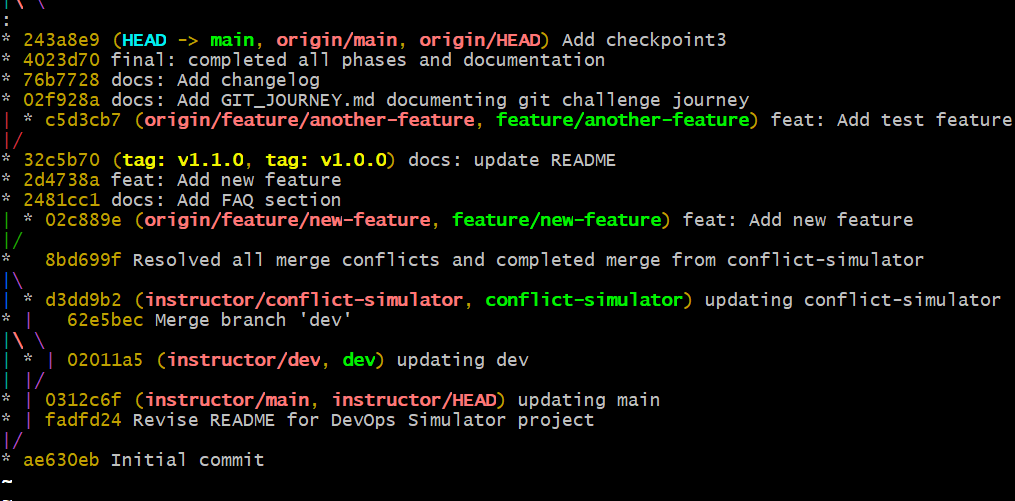 |\ \
:
* 243a8e9 (HEAD -> main, origin/main, origin/HEAD) Add checkpoint3
* 4023d70 final: completed all phases and documentation
* 76b7728 docs: Add changelog
* 02f928a docs: Add GIT_JOURNEY.md documenting git challenge journey
| * c5d3cb7 (origin/feature/another-feature, feature/another-feature) feat: Add test feature
|/
* 32c5b70 (tag: v1.1.0, tag: v1.0.0) docs: update README
* 2d4738a feat: Add new feature
* 2481cc1 docs: Add FAQ section
| * 02c889e (origin/feature/new-feature, feature/new-feature) feat: Add new feature
|/
*   8bd699f Resolved all merge conflicts and completed merge from conflict-simulator
|\
| * d3dd9b2 (instructor/conflict-simulator, conflict-simulator) updating conflict-simulator
* |   62e5bec Merge branch 'dev'
|\ \
| * | 02011a5 (instructor/dev, dev) updating dev
| |/
* | 0312c6f (instructor/main, instructor/HEAD) updating main
* | fadfd24 Revise README for DevOps Simulator project
|/
* ae630eb Initial commit
~
~